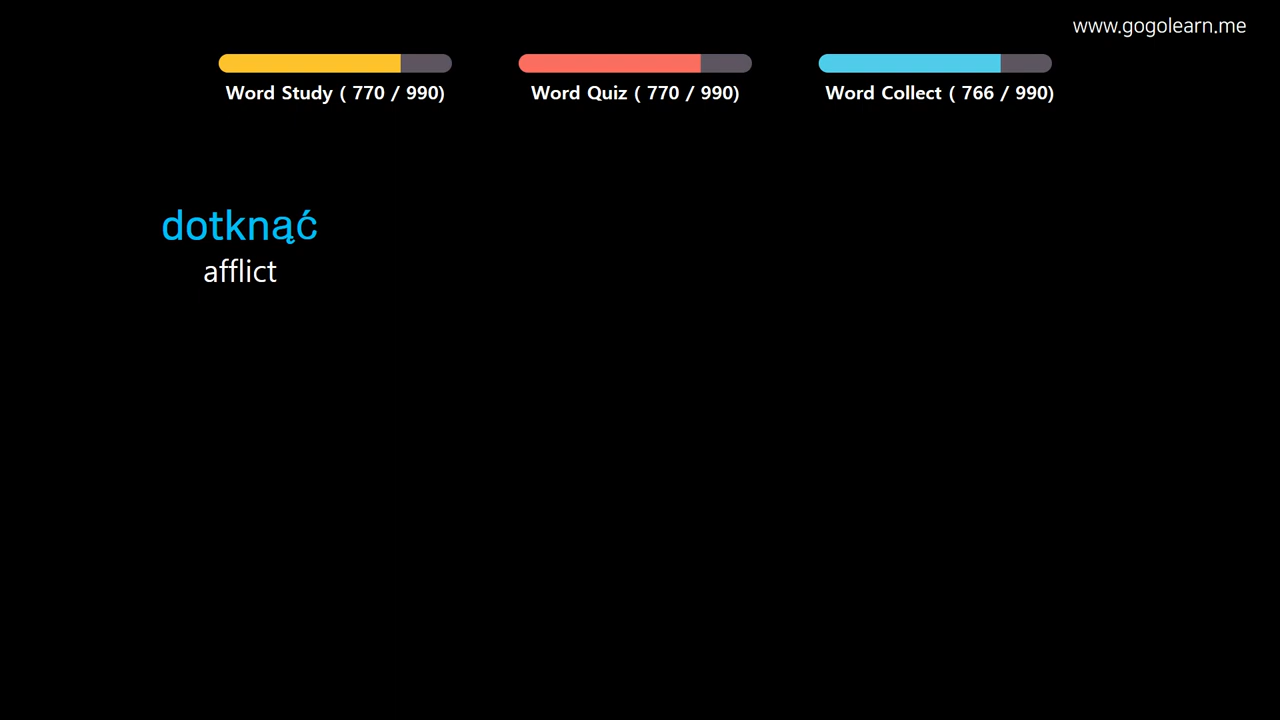 www.gogolearn.me
Word Study ( 770 / 990)
Word Quiz ( 770 / 990)
Word Collect ( 766 / 990)
dotknąć
afflict